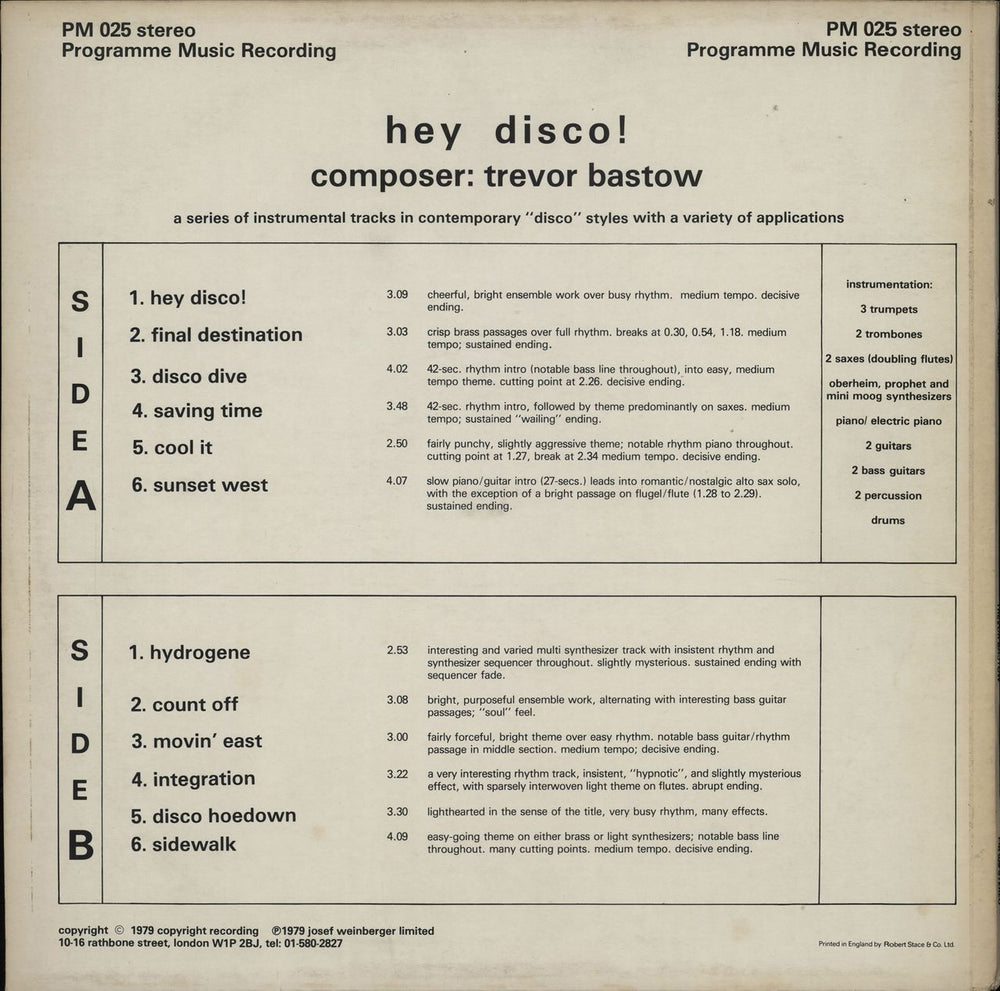 PM 025 stereo
Programme Music Recording
PM 025 stereo
Programme Music Recording
hey disco!
composer: trevor bastow
a series of instrumental tracks in contemporary "disco" styles with a variety of applications
SIDE A
1. hey disco!
3.09
cheerful, bright ensemble work over busy rhythm. medium tempo. decisive
ending.
2. final destination
3.03
crisp brass passages over full rhythm. breaks at 0.30, 0.54, 1.18. medium
tempo; sustained ending.
3. disco dive
4.02
42-sec. rhythm intro (notable bass line throughout), into easy, medium
tempo theme. cutting point at 2.26. decisive ending.
4. saving time
3.48
42-sec. rhythm intro, followed by theme predominantly on saxes. medium
tempo; sustained "wailing" ending.
5. cool it
2.50
fairly punchy, slightly aggressive theme; notable rhythm piano throughout.
cutting point at 1.27, break at 2.34 medium tempo. decisive ending.
6. sunset west
4.07
slow piano/guitar intro (27-secs.) leads into romantic/nostalgic alto sax solo,
with the exception of a bright passage on flugel/flute (1.28 to 2.29).
sustained ending.
instrumentation:
3 trumpets
2 trombones
2 saxes (doubling flutes)
oberheim, prophet and
mini moog synthesizers
piano/ electric piano
2 guitars
2 bass guitars
2 percussion
drums
SIDE B
1. hydrogene
2.53
interesting and varied multi synthesizer track with insistent rhythm and
synthesizer sequencer throughout. slightly mysterious. sustained ending with
sequencer fade.
2. count off
3.08
bright, purposeful ensemble work, alternating with interesting bass guitar
passages; "soul" feel.
3. movin' east
3.00
fairly forceful, bright theme over easy rhythm. notable bass guitar/rhythm
passage in middle section. medium tempo; decisive ending.
4. integration
3.22
a very interesting rhythm track, insistent, "hypnotic", and slightly mysterious
effect, with sparsely interwoven light theme on flutes. abrupt ending.
5. disco hoedown
3.30
lighthearted in the sense of the title, very busy rhythm, many effects.
6. sidewalk
4.09
easy-going theme on either brass or light synthesizers; notable bass line
throughout. many cutting points. medium tempo. decisive ending.
copyright © 1979 copyright recording ℗1979 josef weinberger limited
10-16 rathbone street, london W1P 2BJ, tel: 01-580-2827
Printed in England by Robert Stace & Co. Ltd.